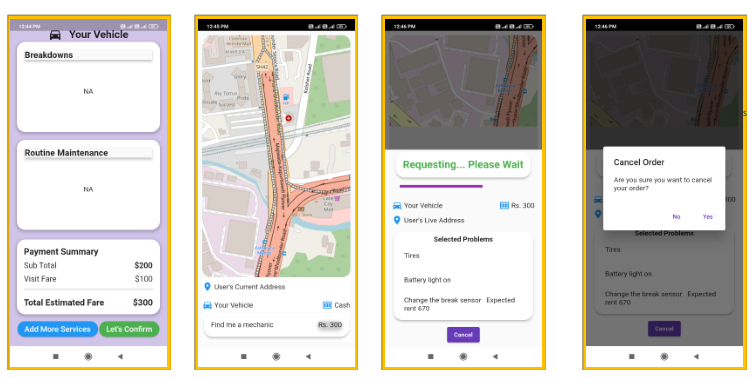 12:44 PM
Your Vehicle
Breakdowns
NA
Routine Maintenance
NA
Payment Summary
Sub Total $200
Visit Fare $100
Total Estimated Fare $300
Add More Services Let's Confirm
12:45 PM
SH42
Kolshet Road
User's Current Address
Your Vehicle Cash
Find me a mechanic Rs. 300
12:46 PM
Requesting... Please Wait
Your Vehicle Rs. 300
User's Live Address
Selected Problems
Tires
Battery light on
Change the break sensor Expected
rent 670
Cancel
12:46 PM
s
Cancel Order
Are you sure you want to cancel
your order?
No Yes
Selected Problems
Tires
Battery light on
Change the break sensor Expected
rent 670
Cancel